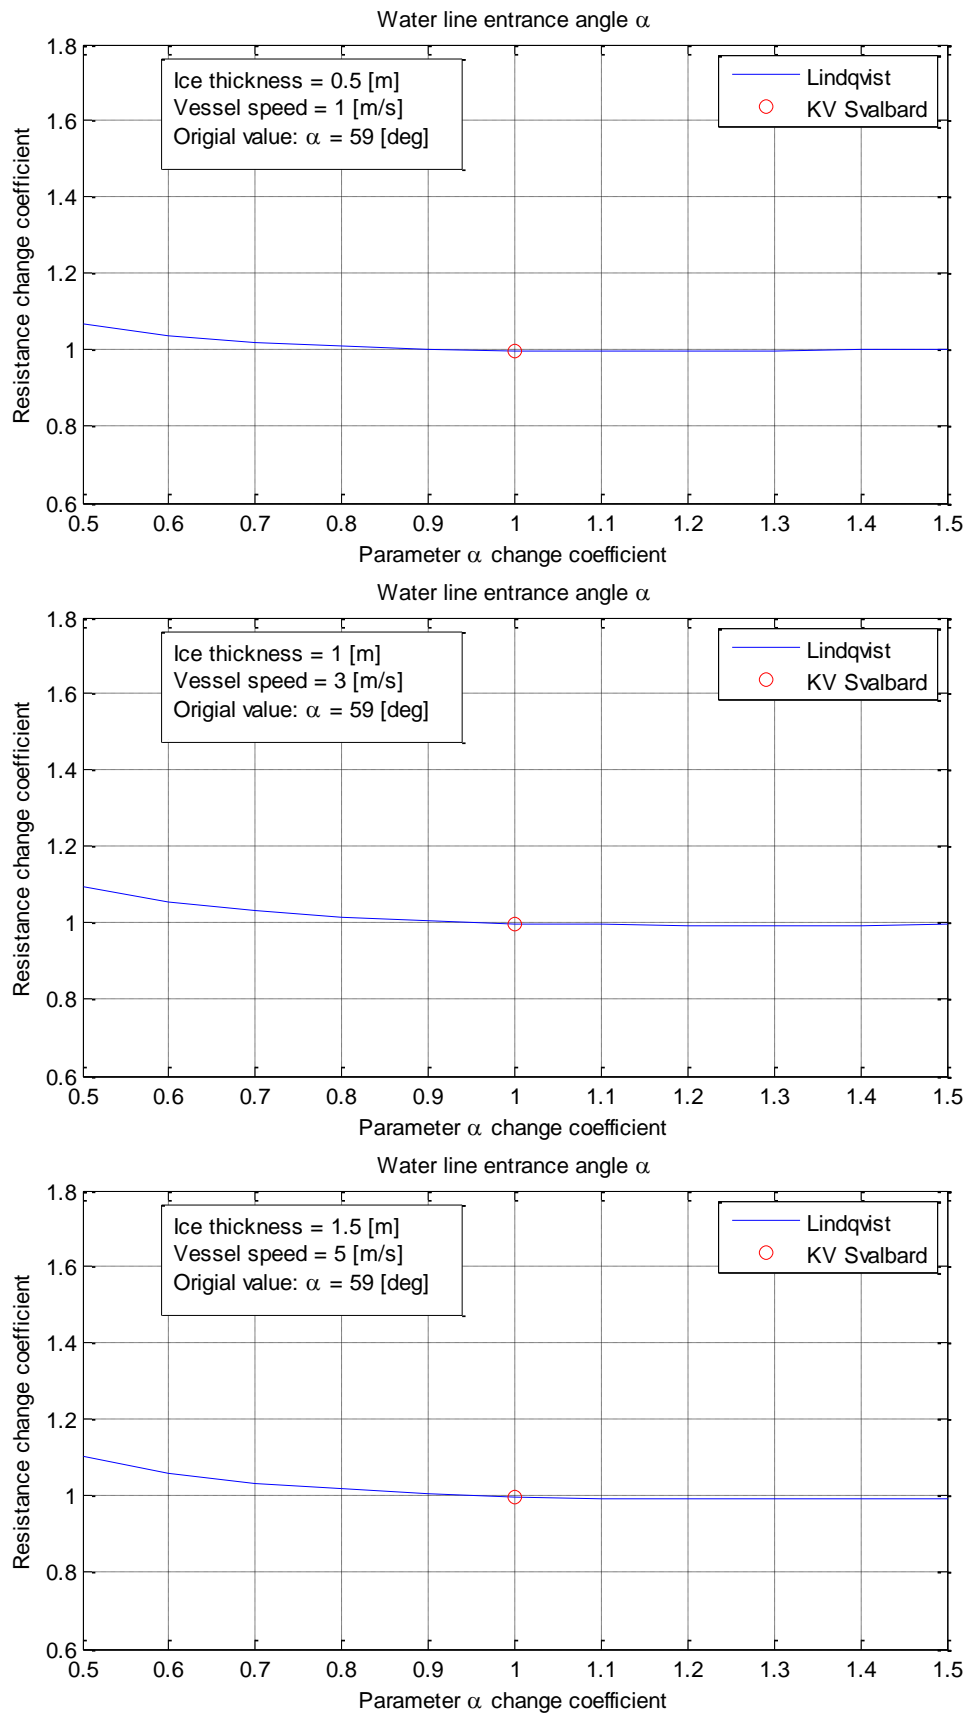 Water line entrance angle α
1.8
1.6
1.4
1.2
1
0.8
0.6
Resistance change coefficient
Ice thickness = 0.5 [m]
Vessel speed = 1 [m/s]
Origial value: α = 59 [deg]
Lindqvist
KV Svalbard
0.5 0.6 0.7 0.8 0.9 1 1.1 1.2 1.3 1.4 1.5
Parameter α change coefficient
Water line entrance angle α
1.8
1.6
1.4
1.2
1
0.8
0.6
Resistance change coefficient
Ice thickness = 1 [m]
Vessel speed = 3 [m/s]
Origial value: α = 59 [deg]
Lindqvist
KV Svalbard
0.5 0.6 0.7 0.8 0.9 1 1.1 1.2 1.3 1.4 1.5
Parameter α change coefficient
Water line entrance angle α
1.8
1.6
1.4
1.2
1
0.8
0.6
Resistance change coefficient
Ice thickness = 1.5 [m]
Vessel speed = 5 [m/s]
Origial value: α = 59 [deg]
Lindqvist
KV Svalbard
0.5 0.6 0.7 0.8 0.9 1 1.1 1.2 1.3 1.4 1.5
Parameter α change coefficient